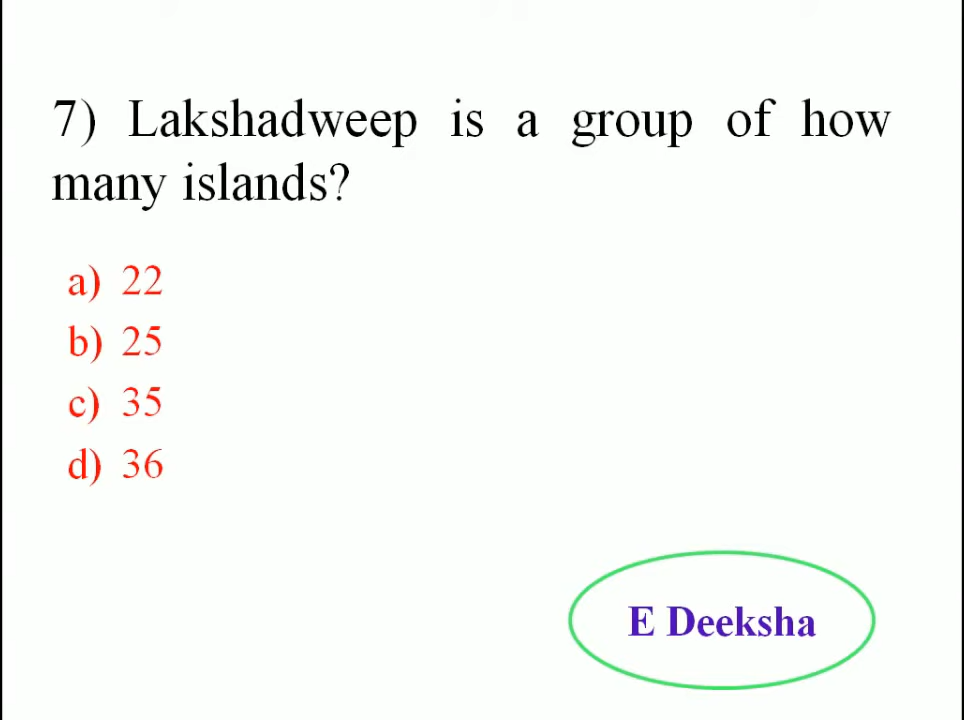 7) Lakshadweep is a group of how
many islands?
a) 22
b) 25
c) 35
d) 36
E Deeksha